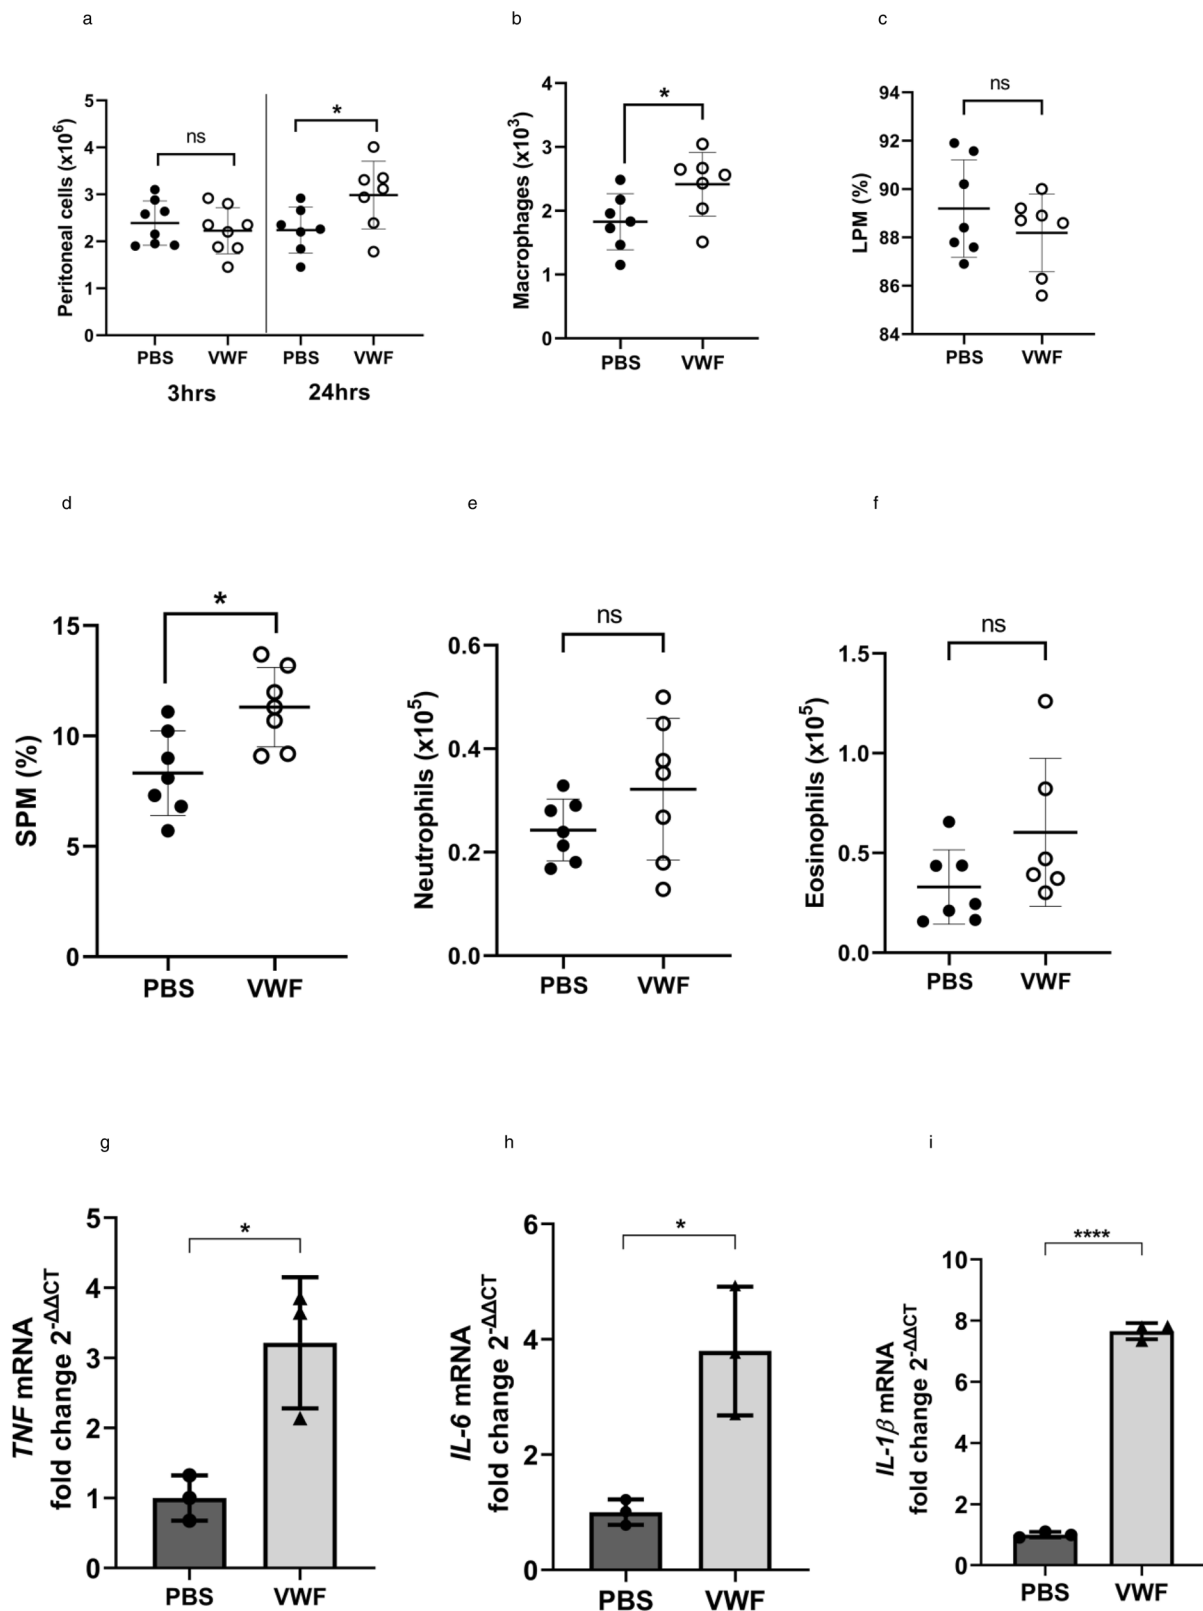 a
b
c
Peritoneal cells (x10⁶)
5
4
3
2
1
0
ns
*
PBS
VWF
PBS
VWF
3hrs
24hrs
Macrophages (x10³)
4
3
2
1
0
*
PBS
VWF
LPM (%)
94
92
90
88
86
84
ns
PBS
VWF
d
e
f
SPM (%)
15
10
5
0
*
PBS
VWF
Neutrophils (x10⁵)
0.6
0.4
0.2
0.0
ns
PBS
VWF
Eosinophils (x10⁵)
1.5
1.0
0.5
0.0
ns
PBS
VWF
g
h
i
TNF mRNA
fold change 2^-ΔΔCT
5
4
3
2
1
0
*
PBS
VWF
IL-6 mRNA
fold change 2^-ΔΔCT
6
4
2
0
*
PBS
VWF
IL-1β mRNA
fold change 2^-ΔΔCT
10
8
6
4
2
0
****
PBS
VWF